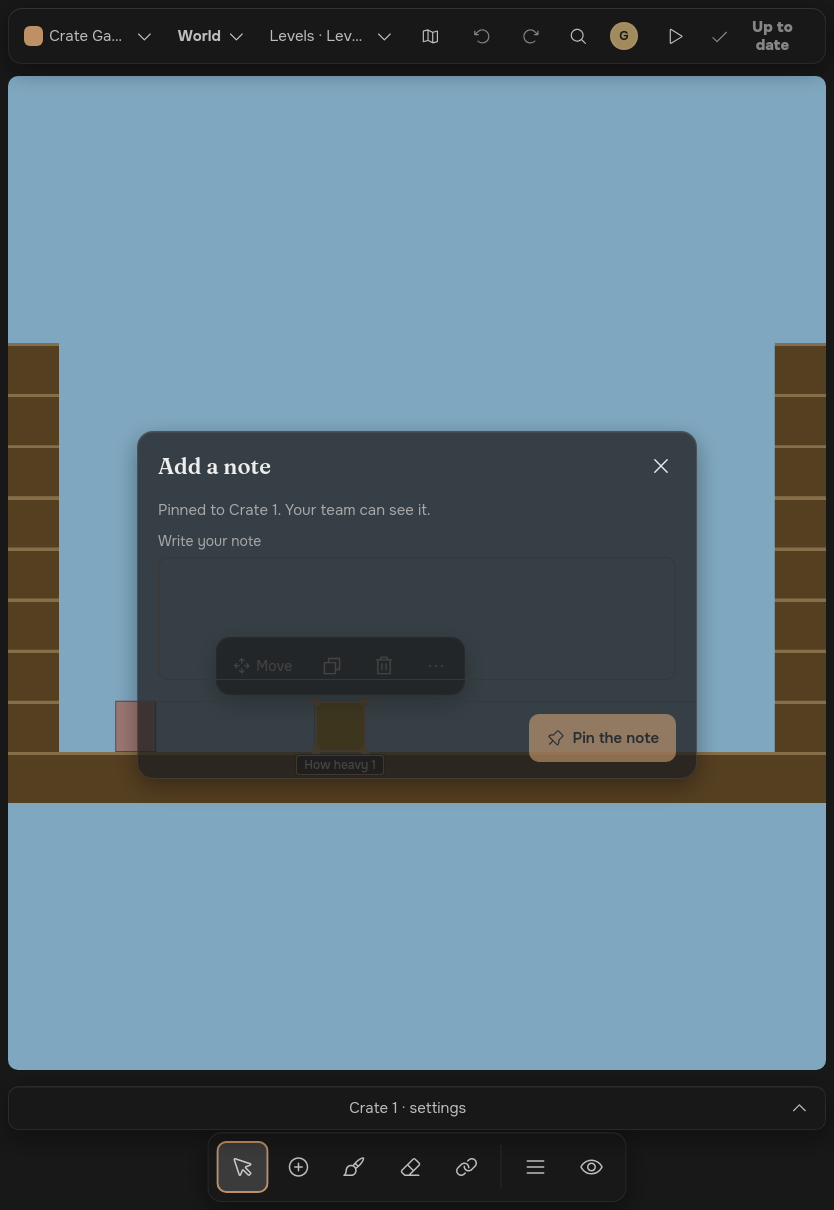 Crate Ga...
World
Levels · Lev...
G
Up to
date
Add a note
Pinned to Crate 1. Your team can see it.
Write your note
Move
Pin the note
How heavy 1
Crate 1 · settings